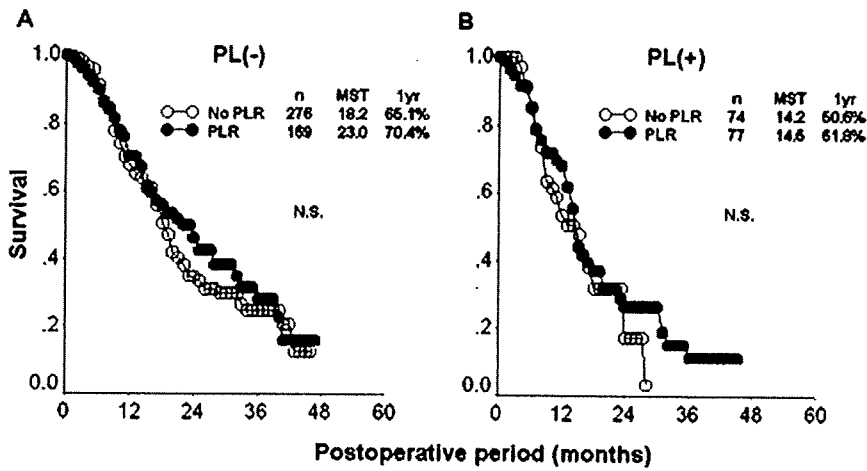 A
PL(-)
n MST 1yr
No PLR 276 18.2 65.1%
PLR 169 23.0 70.4%
N.S.
Survival
1.0
.8
.6
.4
.2
0.0
0 12 24 36 48 60
B
PL(+)
n MST 1yr
No PLR 74 14.2 50.6%
PLR 77 14.6 61.8%
N.S.
1.0
.8
.6
.4
.2
0.0
0 12 24 36 48 60
Postoperative period (months)